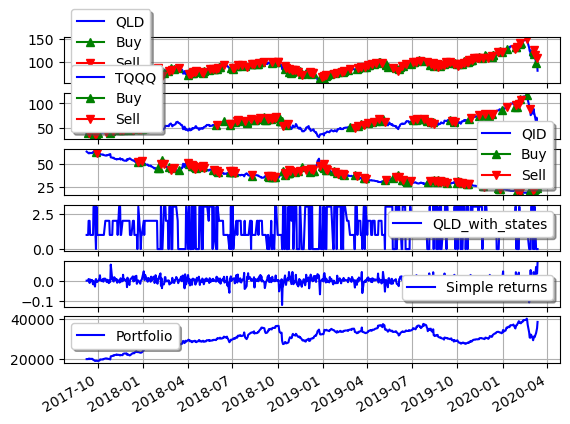 QLD
Buy
Sell
150
100
TQQQ
Buy
Sell
100
50
QID
Buy
Sell
50
25
QLD_with_states
2.5
0.0
Simple returns
0.0
−0.1
Portfolio
40000
20000
2017-10
2018-01
2018-04
2018-07
2018-10
2019-01
2019-04
2019-07
2019-10
2020-01
2020-04